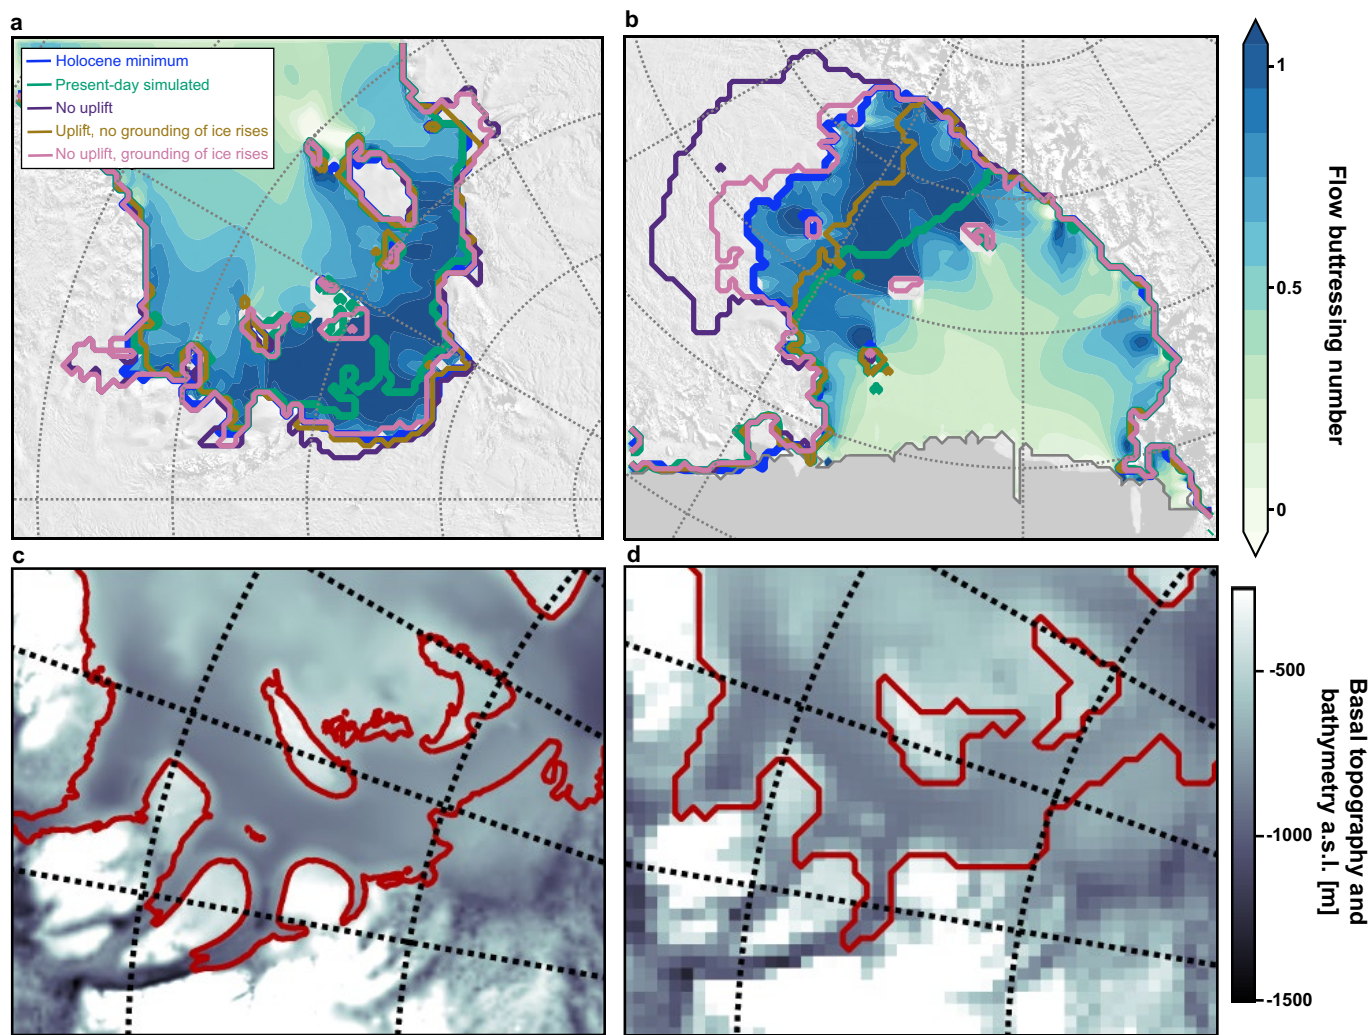 a
b
Holocene minimum
Present-day simulated
No uplift
Uplift, no grounding of ice rises
No uplift, grounding of ice rises
1
0.5
0
Flow buttressing number
c
d
-500
-1000
-1500
Basal topography and
bathymetry a.s.l. [m]